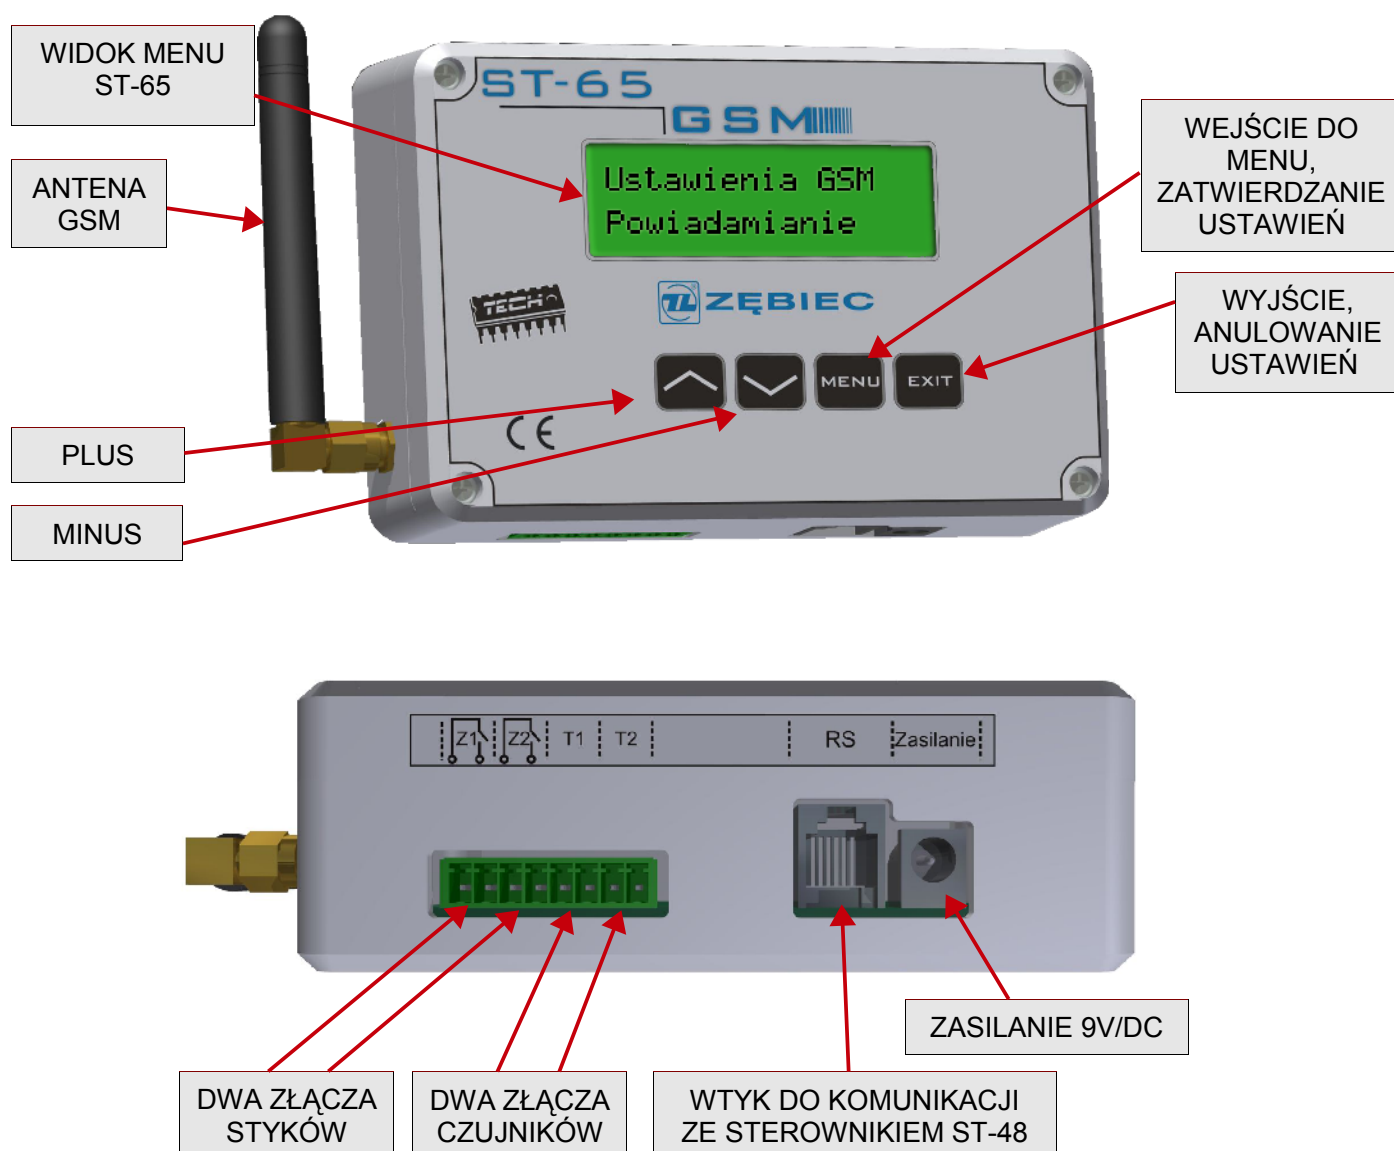 WIDOK MENU
ST-65
ANTENA
GSM
ST-65
GSM
Ustawienia GSM
Powiadamianie
TECH
ZĘBIEC
MENU
EXIT
CE
WEJŚCIE DO
MENU,
ZATWIERDZANIE
USTAWIEŃ
WYJŚCIE,
ANULOWANIE
USTAWIEŃ
PLUS
MINUS
Z1 Z2 T1 T2 RS Zasilanie
ZASILANIE 9V/DC
DWA ZŁĄCZA
STYKÓW
DWA ZŁĄCZA
CZUJNIKÓW
WTYK DO KOMUNIKACJI
ZE STEROWNIKIEM ST-48